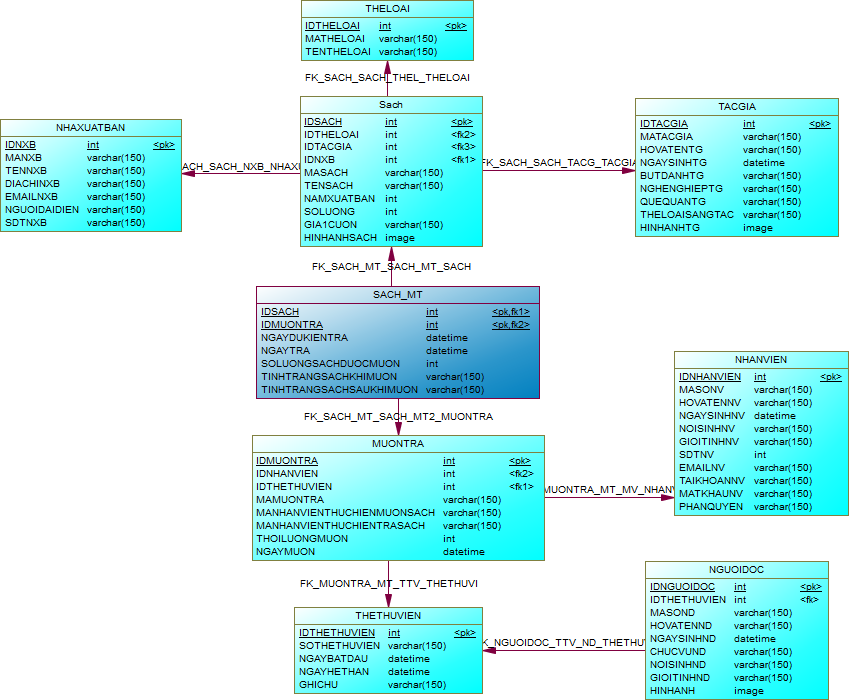 THELOAI
IDTHELOAI int <pk>
MATHELOAI varchar(150)
TENTHELOAI varchar(150)
FK_SACH_SACH_THEL_THELOAI
Sach
IDSACH int <pk>
IDTHELOAI int <fk2>
IDTACGIA int <fk3>
IDNXB int <fk1>
MASACH varchar(150)
TENSACH varchar(150)
NAMXUATBAN int
SOLUONG int
GIA1CUON varchar(150)
HINHANHSACH image
NHAXUATBAN
IDNXB int <pk>
MANXB varchar(150)
TENNXB varchar(150)
DIACHINXB varchar(150)
EMAILNXB varchar(150)
NGUOIDAIDIEN varchar(150)
SDTNXB varchar(150)
ACH_SACH_NXB_NHAXU
FK_SACH_SACH_TACG_TACGIA
TACGIA
IDTACGIA int <pk>
MATACGIA varchar(150)
HOVATENTG varchar(150)
NGAYSINHTG datetime
BUTDANHTG varchar(150)
NGHENGHIEPTG varchar(150)
QUEQUANTG varchar(150)
THELOAISANGTAC varchar(150)
HINHANHTG image
FK_SACH_MT_SACH_MT_SACH
SACH_MT
IDSACH int <pk,fk1>
IDMUONTRA int <pk,fk2>
NGAYDUKIENTRA datetime
NGAYTRA datetime
SOLUONGSACHDUOCMUON int
TINHTRANGSACHKHIMUON varchar(150)
TINHTRANGSACHSAUKHIMUON varchar(150)
FK_SACH_MT_SACH_MT2_MUONTRA
MUONTRA
IDMUONTRA int <pk>
IDNHANVIEN int <fk2>
IDTHETHUVIEN int <fk1>
MAMUONTRA varchar(150)
MANHANVIENTHUCHIENMUONSACH varchar(150)
MANHANVIENTHUCHIENTRASACH varchar(150)
THOILUONGMUON int
NGAYMUON datetime
MUONTRA_MT_MV_NHANV
NHANVIEN
IDNHANVIEN int <pk>
MASONV varchar(150)
HOVATENNV varchar(150)
NGAYSINHNV datetime
NOISINHNV varchar(150)
GIOITINHNV varchar(150)
SDTNV int
EMAILNV varchar(150)
TAIKHOANNV varchar(150)
MATKHAUNV varchar(150)
PHANQUYEN varchar(150)
FK_MUONTRA_MT_TTV_THETHUVI
THETHUVIEN
IDTHETHUVIEN int <pk>
SOTHETHUVIEN varchar(150)
NGAYBATDAU datetime
NGAYHETHAN datetime
GHICHU varchar(150)
K_NGUOIDOC_TTV_ND_THETHU
NGUOIDOC
IDNGUOIDOC int <pk>
IDTHETHUVIEN int <fk>
MASOND varchar(150)
HOVATENND varchar(150)
NGAYSINHND datetime
CHUCVUND varchar(150)
NOISINHND varchar(150)
GIOITINHND varchar(150)
HINHANH image